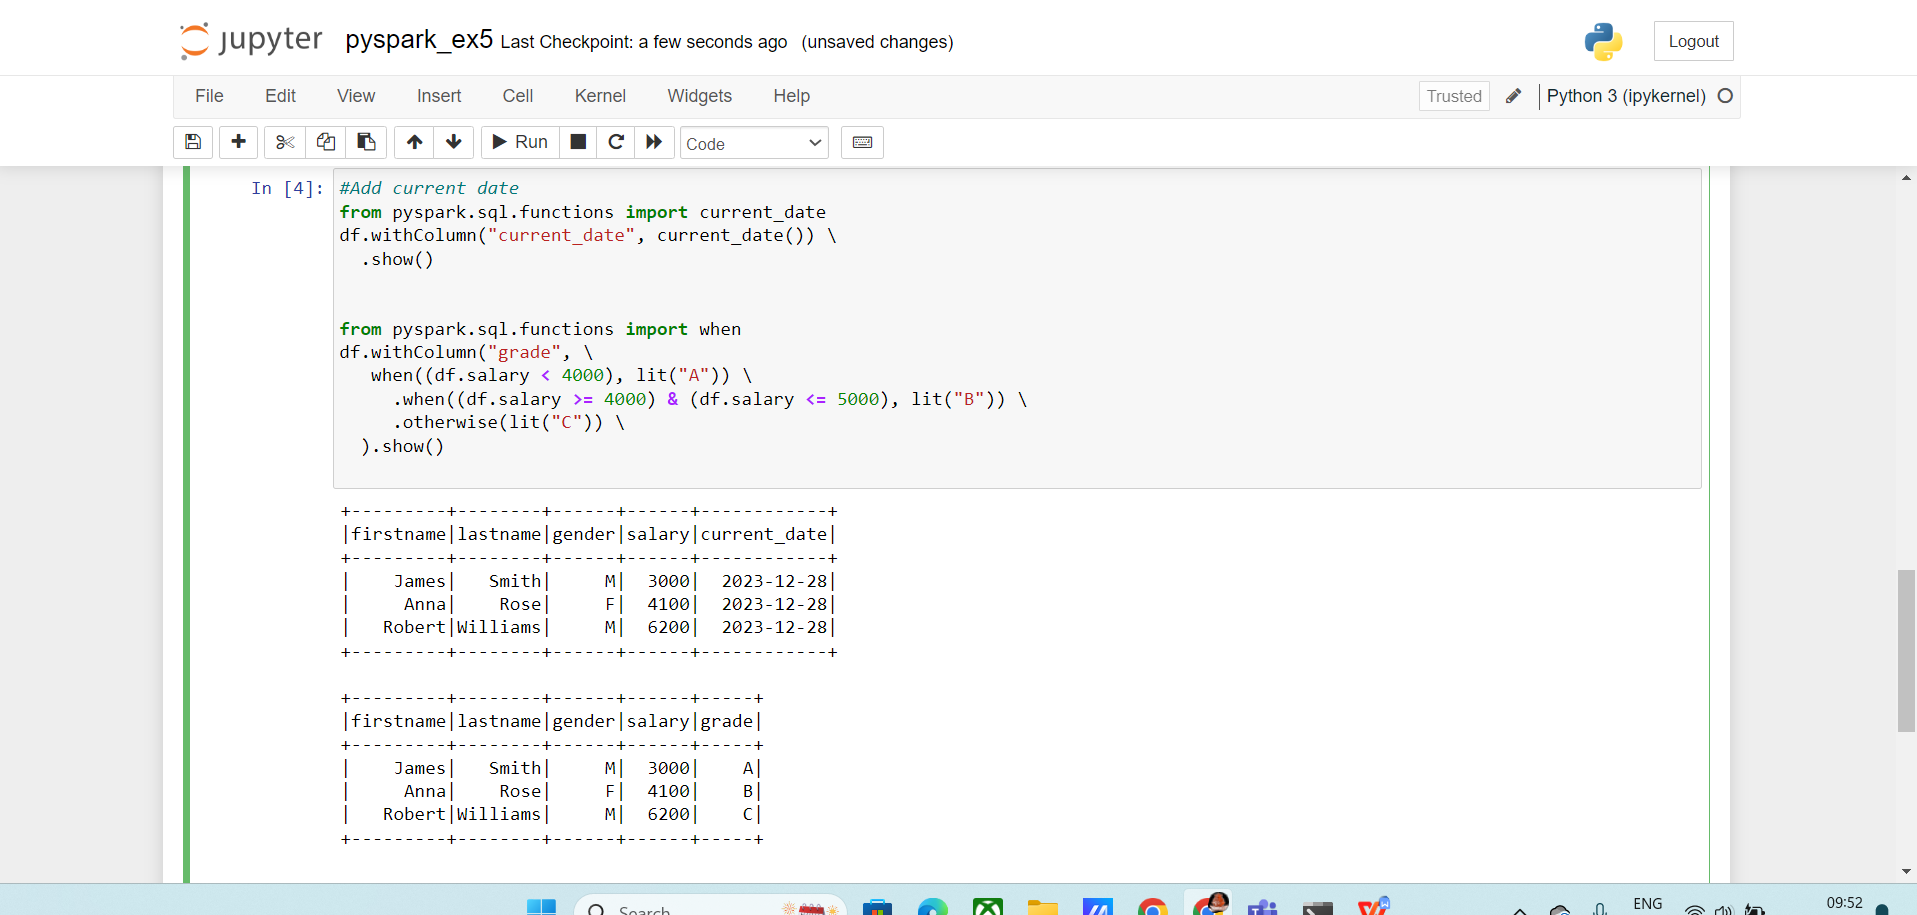 jupyter pyspark_ex5 Last Checkpoint: a few seconds ago (unsaved changes)
Logout
File Edit View Insert Cell Kernel Widgets Help
Trusted Python 3 (ipykernel)
Run Code
In [4]: #Add current date
from pyspark.sql.functions import current_date
df.withColumn("current_date", current_date()) \
  .show()
from pyspark.sql.functions import when
df.withColumn("grade", \
   when((df.salary < 4000), lit("A")) \
     .when((df.salary >= 4000) & (df.salary <= 5000), lit("B")) \
     .otherwise(lit("C")) \
  ).show()
+---------+--------+------+------+------------+
|firstname|lastname|gender|salary|current_date|
+---------+--------+------+------+------------+
|    James|   Smith|     M|  3000|  2023-12-28|
|     Anna|    Rose|     F|  4100|  2023-12-28|
|   Robert|Williams|     M|  6200|  2023-12-28|
+---------+--------+------+------+------------+
+---------+--------+------+------+-----+
|firstname|lastname|gender|salary|grade|
+---------+--------+------+------+-----+
|    James|   Smith|     M|  3000|    A|
|     Anna|    Rose|     F|  4100|    B|
|   Robert|Williams|     M|  6200|    C|
+---------+--------+------+------+-----+
Search
ENG
09:52